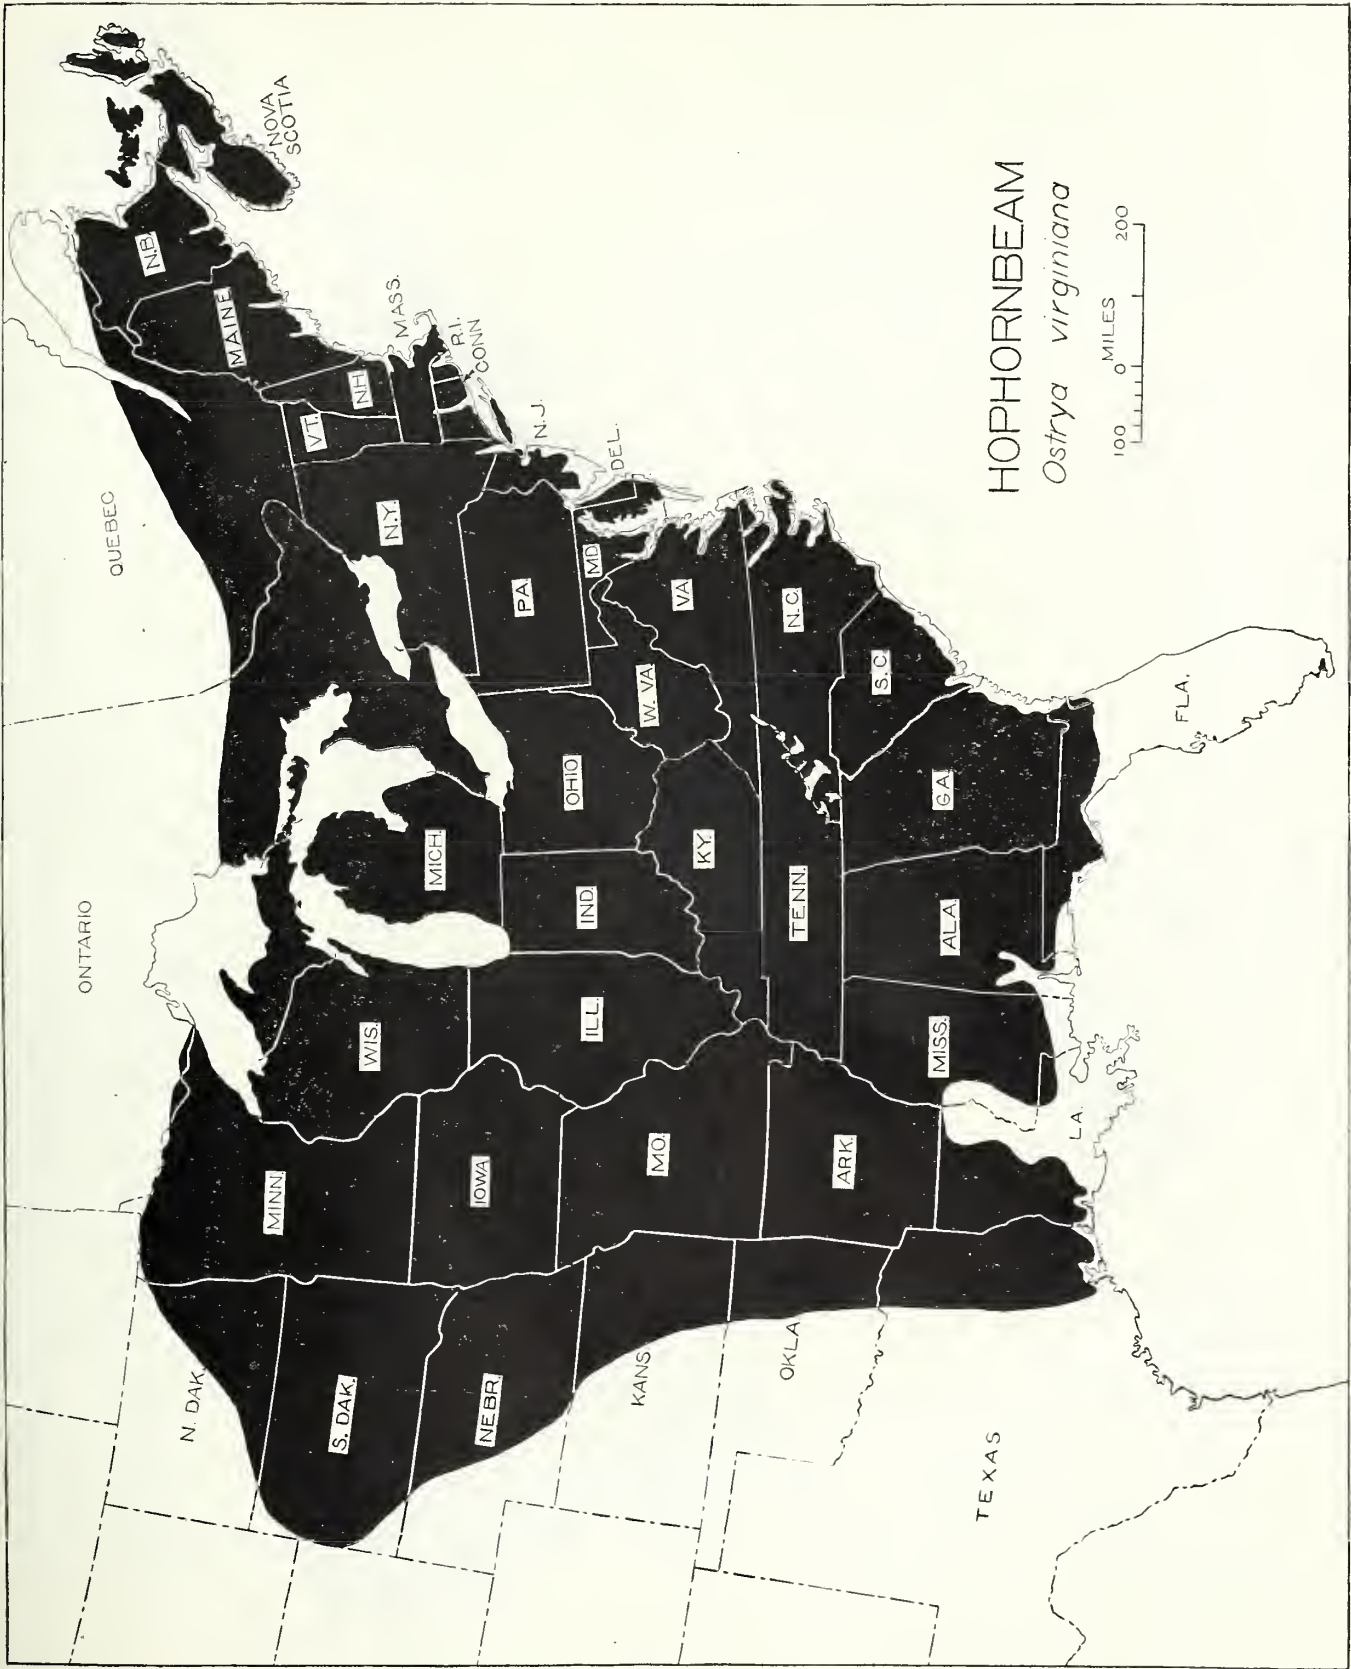 QUEBEC
ONTARIO
NOVA
SCOTIA
N.B.
MAINE
MASS.
R.I.
CONN
NH
VT.
N.Y.
N.J.
DEL.
PA.
MD
VA
W. VA
OHIO
MICH.
IND.
ILL.
WIS.
MINN.
IOWA
MO.
KY.
TENN.
N.C.
S.C.
GA.
ALA.
MISS.
ARK.
LA.
FLA.
N. DAK.
S. DAK.
NEBR.
KANS
OKLA
TEXAS
HOPHORNBEAM
Ostrya virginiana
MILES
100 0 200